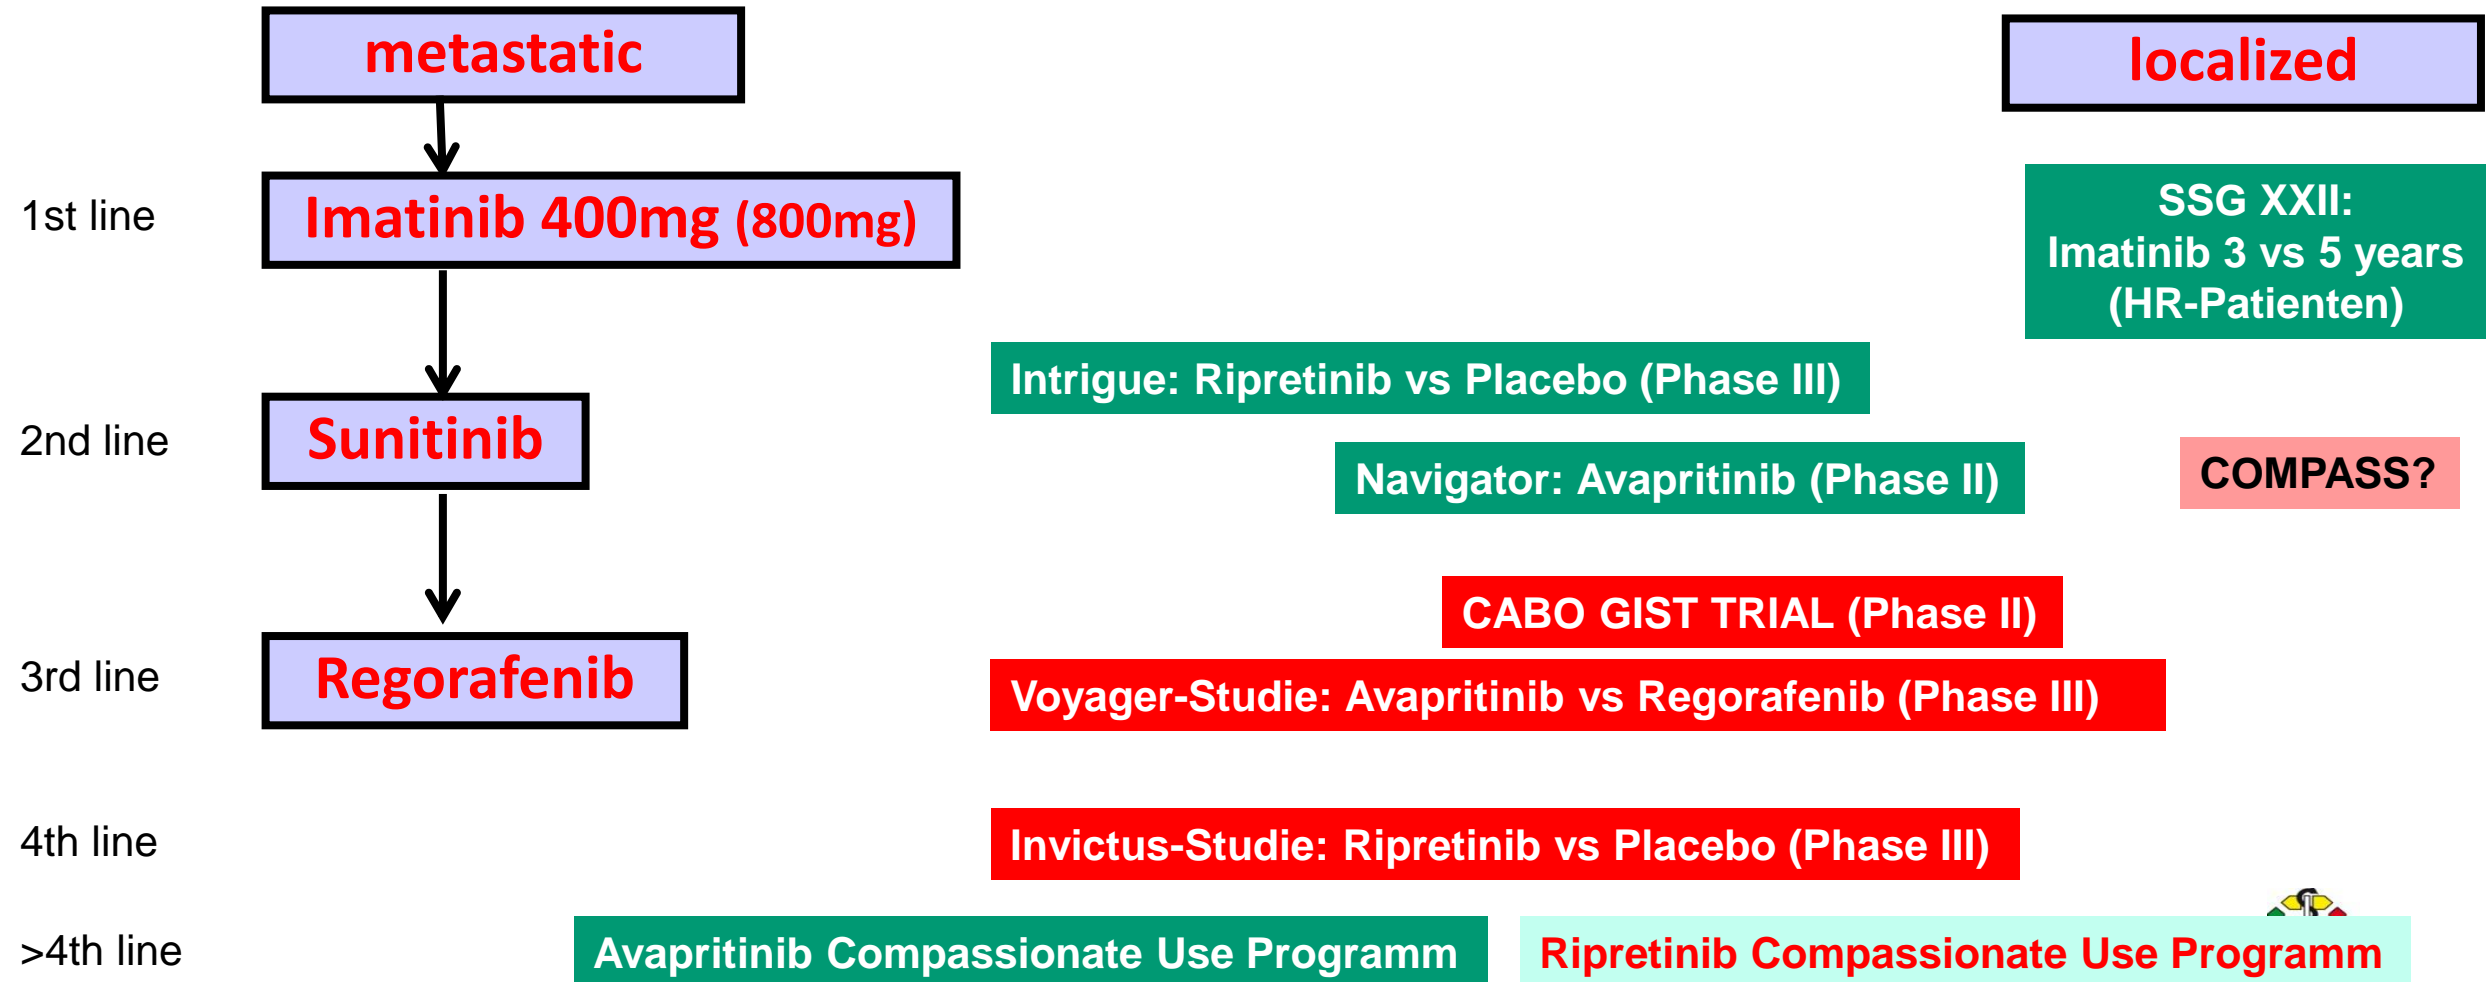 metastatic
localized
1st line
Imatinib 400mg (800mg)
SSG XXII:
Imatinib 3 vs 5 years
(HR-Patienten)
Intrigue: Ripretinib vs Placebo (Phase III)
2nd line
Sunitinib
Navigator: Avapritinib (Phase II)
COMPASS?
CABO GIST TRIAL (Phase II)
3rd line
Regorafenib
Voyager-Studie: Avapritinib vs Regorafenib (Phase III)
4th line
Invictus-Studie: Ripretinib vs Placebo (Phase III)
>4th line
Avapritinib Compassionate Use Programm
Ripretinib Compassionate Use Programm